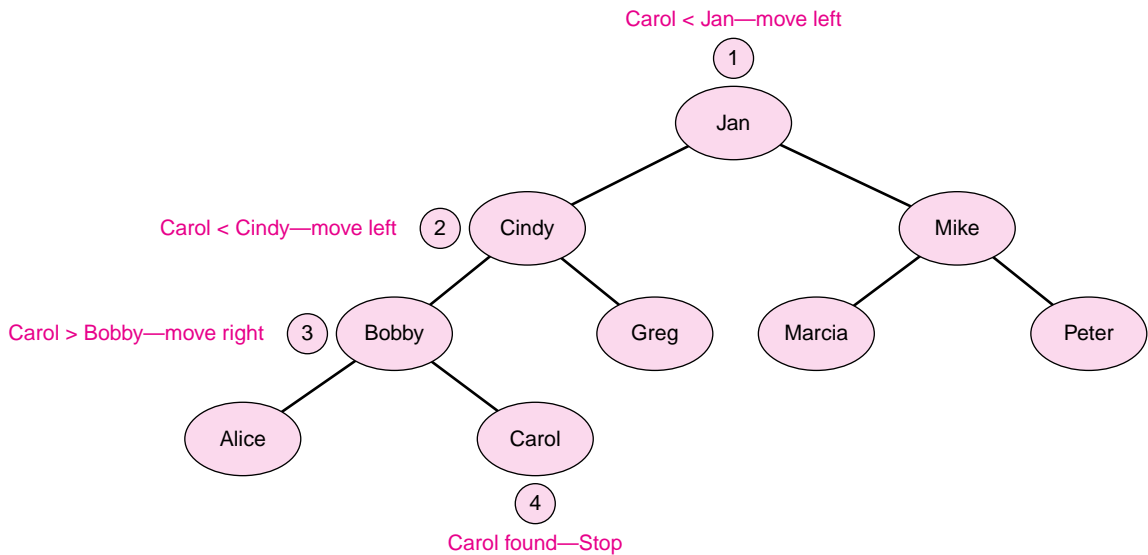 Carol < Jan—move left
1
Jan
Carol < Cindy—move left
2
Cindy
Mike
Carol > Bobby—move right
3
Bobby
Greg
Marcia
Peter
Alice
Carol
4
Carol found—Stop